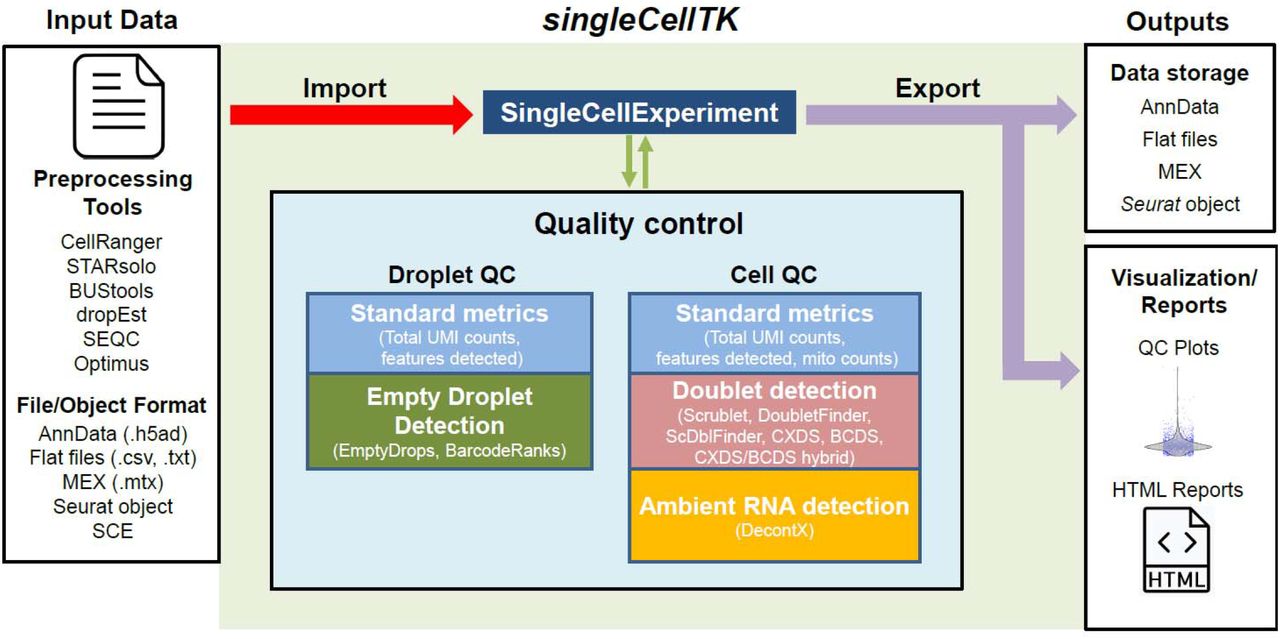 Input Data
singleCellTK
Outputs
Preprocessing
Tools
CellRanger
STARsolo
BUStools
dropEst
SEQC
Optimus
File/Object Format
AnnData (.h5ad)
Flat files (.csv, .txt)
MEX (.mtx)
Seurat object
SCE
Import
SingleCellExperiment
Export
Quality control
Droplet QC
Standard metrics
(Total UMI counts,
features detected)
Empty Droplet
Detection
(EmptyDrops, BarcodeRanks)
Cell QC
Standard metrics
(Total UMI counts,
features detected, mito counts)
Doublet detection
(Scrublet, DoubletFinder,
ScDblFinder, CXDS, BCDS,
CXDS/BCDS hybrid)
Ambient RNA detection
(DecontX)
Data storage
AnnData
Flat files
MEX
Seurat object
Visualization/
Reports
QC Plots
HTML Reports
HTML